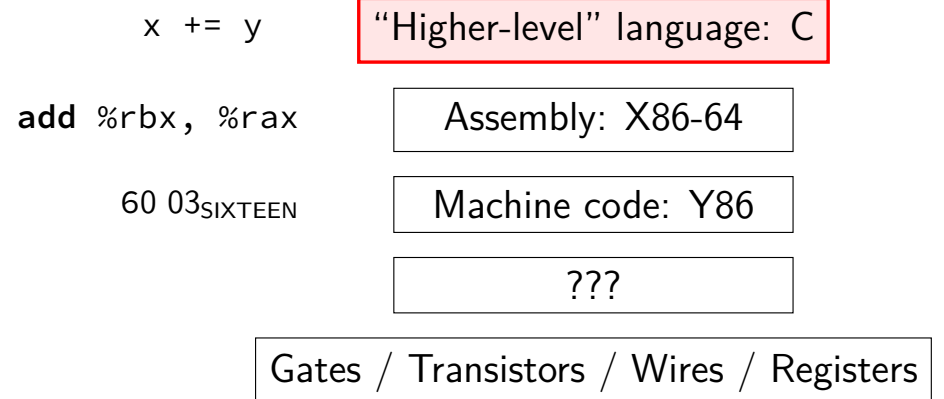 x += y “Higher-level” language: C
add %rbx, %rax Assembly: X86-64
60 03SIXTEEN Machine code: Y86
???
Gates / Transistors / Wires / Registers